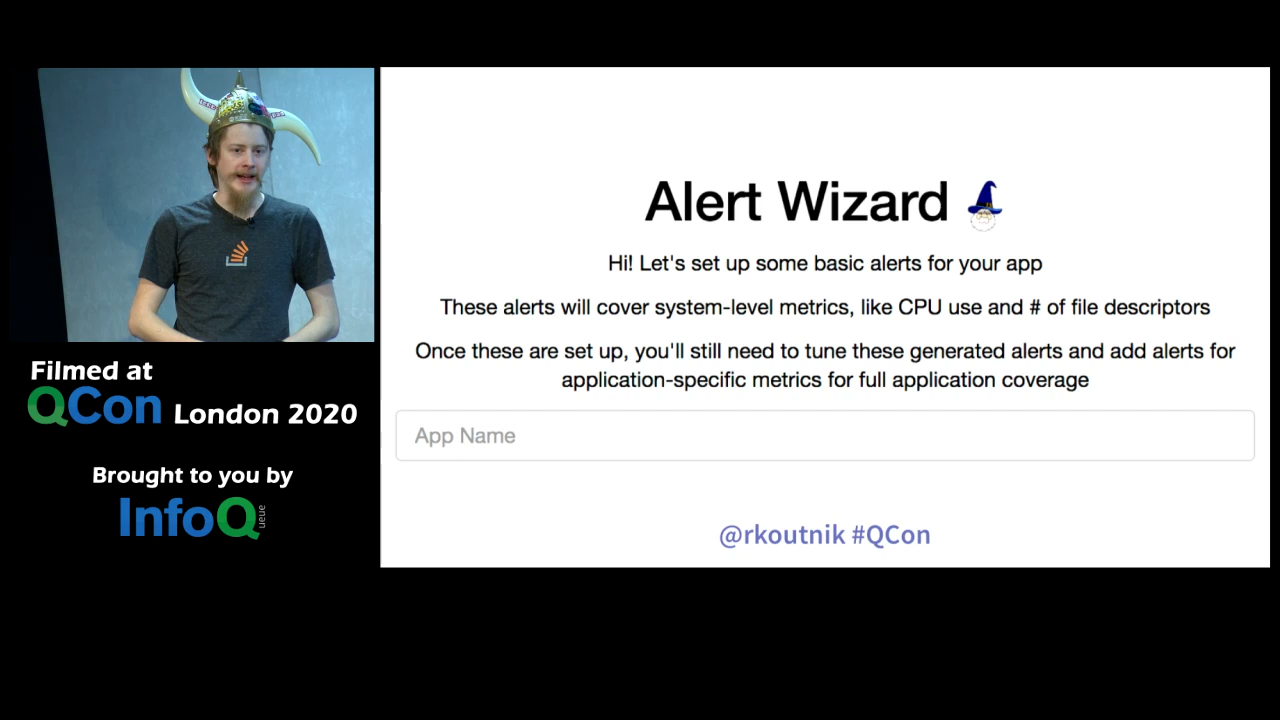 Filmed at
QCon London 2020
Brought to you by
InfoQueue
Alert Wizard
Hi! Let's set up some basic alerts for your app
These alerts will cover system-level metrics, like CPU use and # of file descriptors
Once these are set up, you'll still need to tune these generated alerts and add alerts for
application-specific metrics for full application coverage
App Name
@rkoutnik #QCon